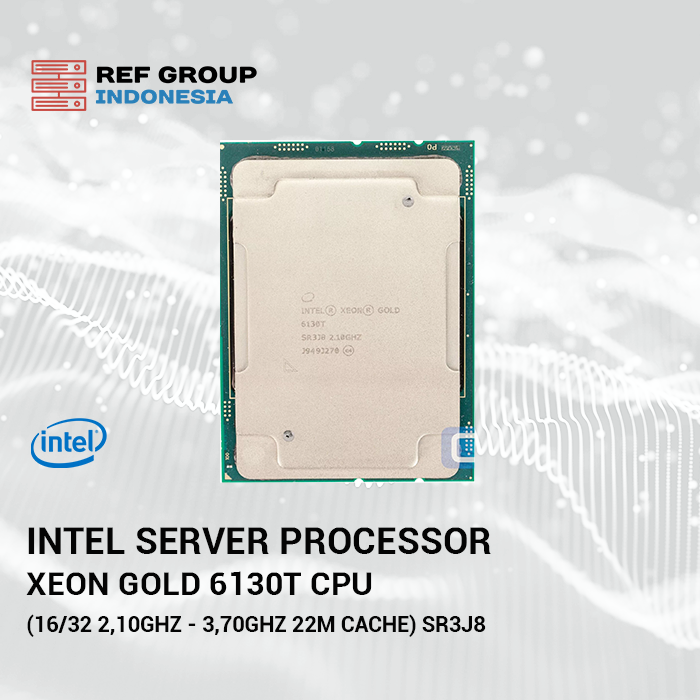 REF GROUP
INDONESIA
INTEL® XEON® GOLD
6130T
SR3J8 2.10GHZ
J949J270
intel
INTEL SERVER PROCESSOR
XEON GOLD 6130T CPU
(16/32 2,10GHZ - 3,70GHZ 22M CACHE) SR3J8